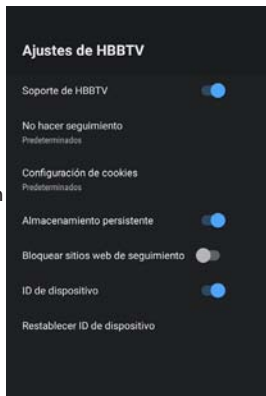 Ajustes de HBBTV
Soporte de HBBTV
No hacer seguimiento
Predeterminados
Configuración de cookies
Predeterminados
Almacenamiento persistente
Bloquear sitios web de seguimiento
ID de dispositivo
Restablecer ID de dispositivo